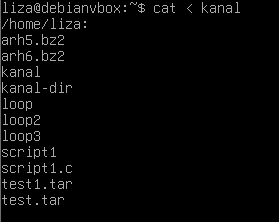 liza@debianvbox:~$ cat < kanal
/home/liza:
arh5.bz2
arh6.bz2
kanal
kanal-dir
loop
loop2
loop3
script1
script1.c
test1.tar
test.tar